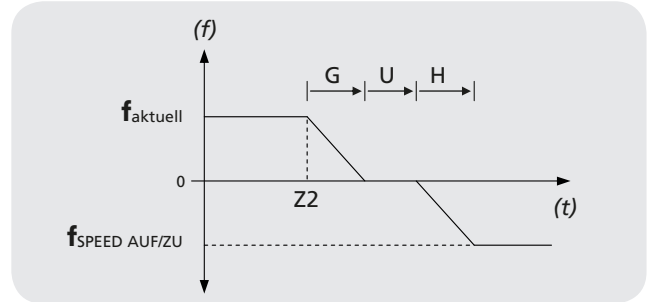 (f)
G U H
faktuell
0
Z2
(t)
fSPEED AUF/ZU